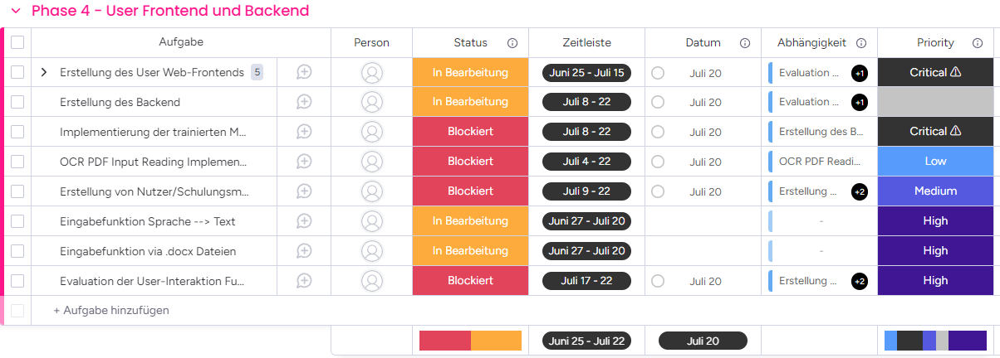 Phase 4 - User Frontend und Backend
Aufgabe Person Status Zeitleiste Datum Abhängigkeit Priority
Erstellung des User Web-Frontends 5 In Bearbeitung Juni 25 - Juli 15 Juli 20 Evaluation ... +1 Critical
Erstellung des Backend In Bearbeitung Juli 8 - 22 Juli 20 Evaluation ... +1
Implementierung der trainierten M... Blockiert Juli 8 - 22 Juli 20 Erstellung des B... Critical
OCR PDF Input Reading Implemen... Blockiert Juli 4 - 22 Juli 20 OCR PDF Readi... Low
Erstellung von Nutzer/Schulungsm... Blockiert Juli 9 - 22 Juli 20 Erstellung ... +2 Medium
Eingabefunktion Sprache --> Text In Bearbeitung Juni 27 - Juli 20 - High
Eingabefunktion via .docx Dateien In Bearbeitung Juni 27 - Juli 20 - High
Evaluation der User-Interaktion Fu... Blockiert Juli 17 - 22 Juli 20 Erstellung ... +2 High
+ Aufgabe hinzufügen
Juni 25 - Juli 22 Juli 20